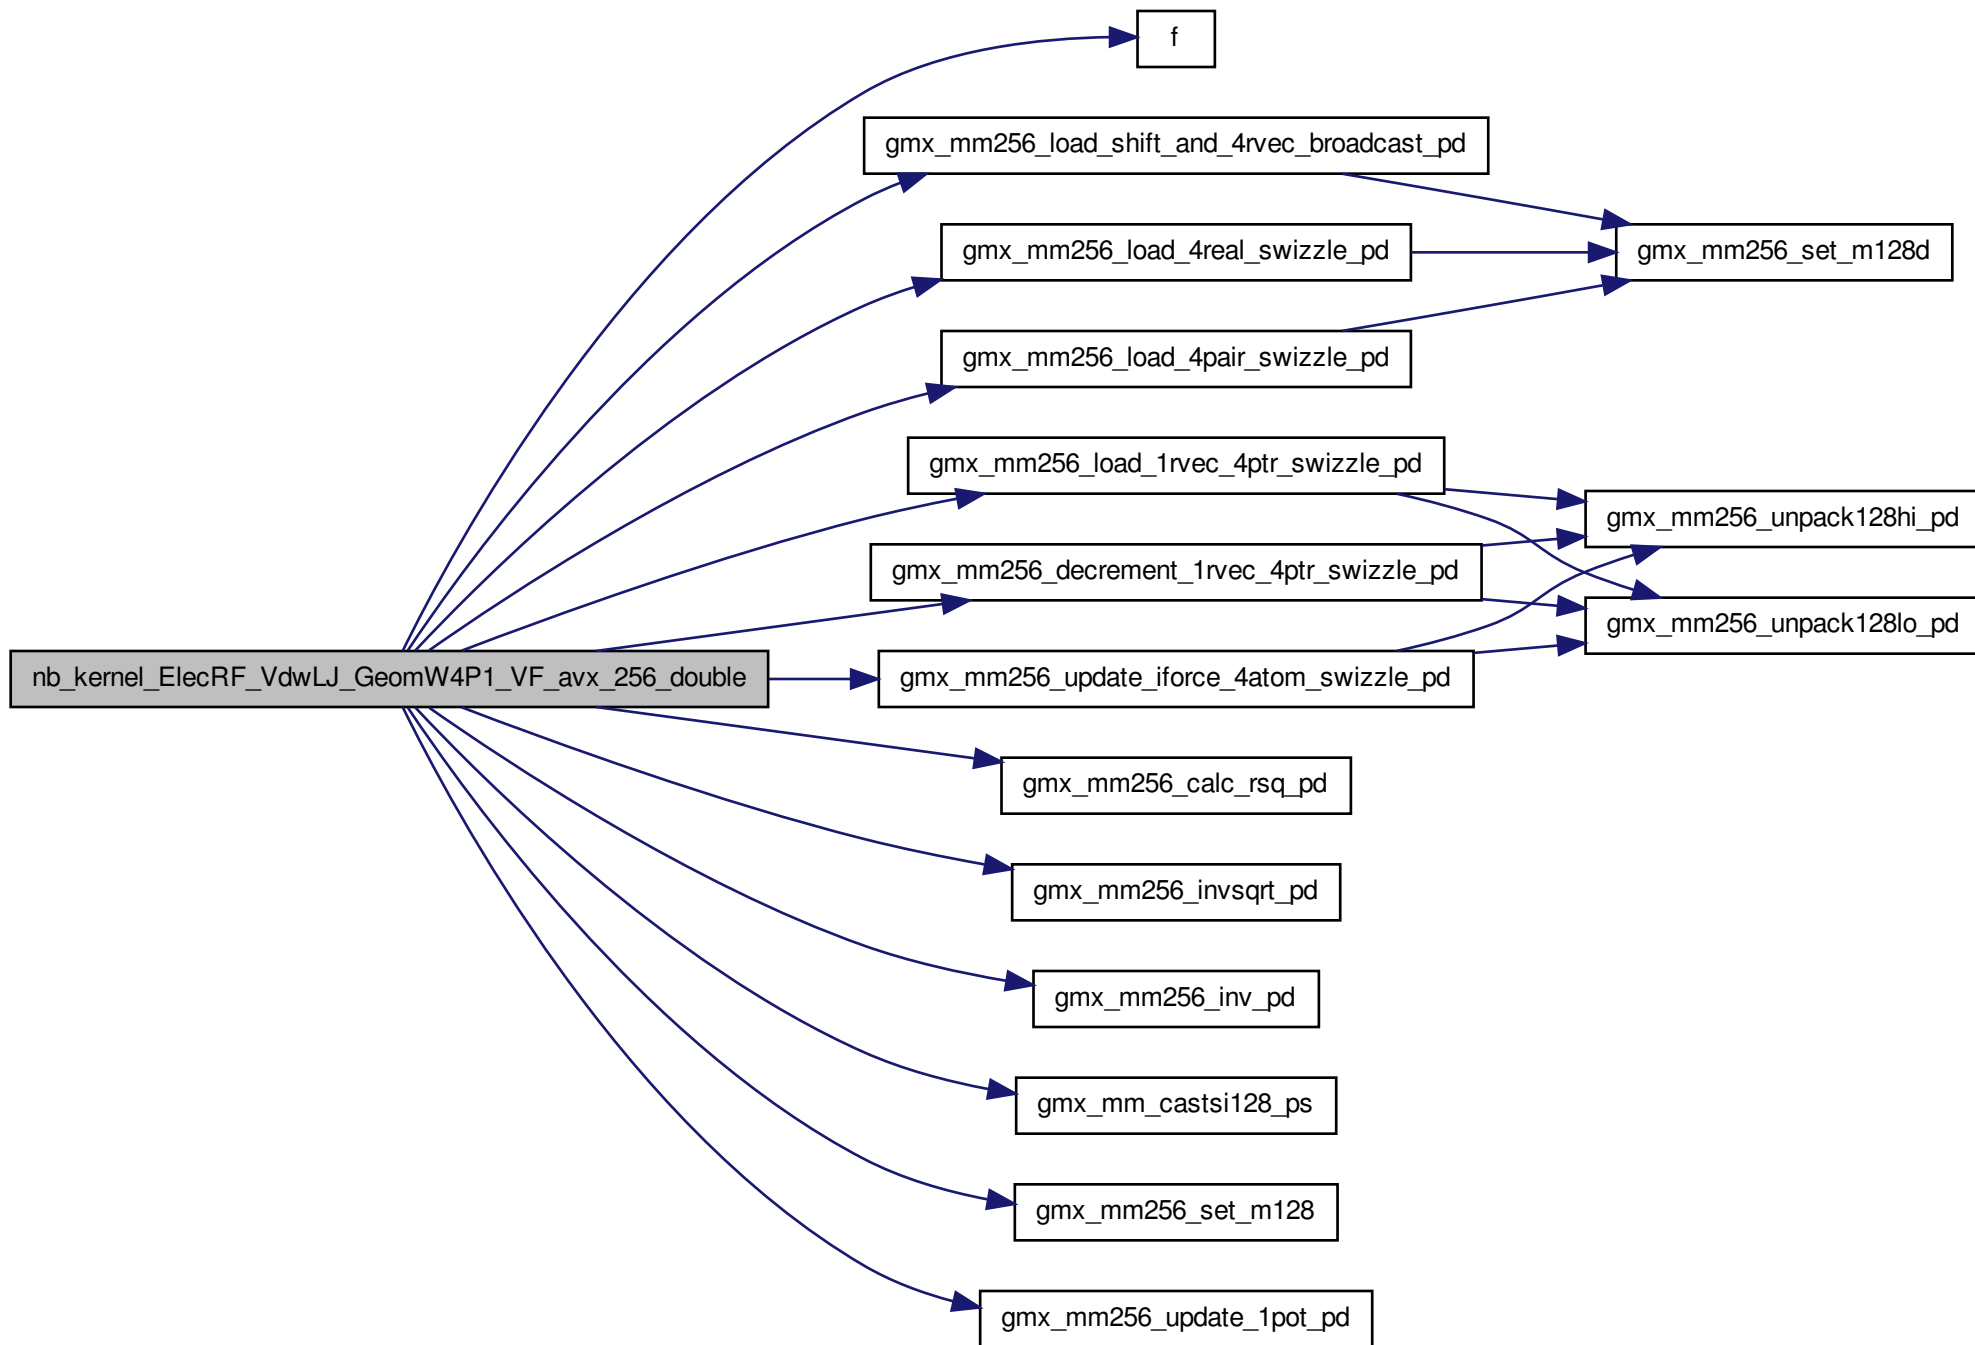 f
gmx_mm256_load_shift_and_4rvec_broadcast_pd
gmx_mm256_load_4real_swizzle_pd
gmx_mm256_set_m128d
gmx_mm256_load_4pair_swizzle_pd
gmx_mm256_load_1rvec_4ptr_swizzle_pd
gmx_mm256_unpack128hi_pd
gmx_mm256_decrement_1rvec_4ptr_swizzle_pd
gmx_mm256_unpack128lo_pd
nb_kernel_ElecRF_VdwLJ_GeomW4P1_VF_avx_256_double
gmx_mm256_update_iforce_4atom_swizzle_pd
gmx_mm256_calc_rsq_pd
gmx_mm256_invsqrt_pd
gmx_mm256_inv_pd
gmx_mm_castsi128_ps
gmx_mm256_set_m128
gmx_mm256_update_1pot_pd